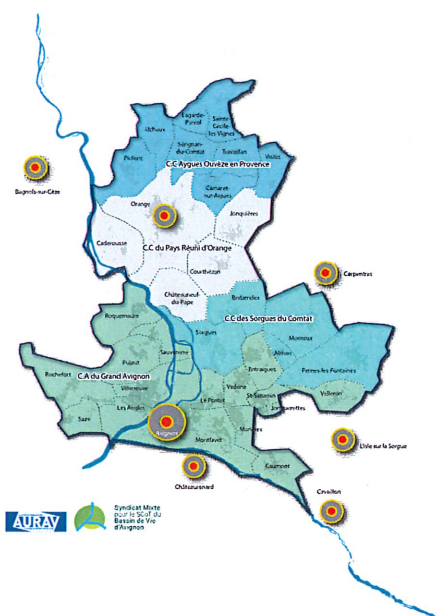 Lagarde-
Paréol
Sainte-
Cécile-
les Vignes
Uchaux
Sérignan-
du-Comtat
Travaillan
Violès
Piolenc
C.C Aygues Ouvèze en Provence
Bagnols-sur-Cèze
Camaret-
sur-Aigues
Orange
Jonquières
Caderousse
C.C du Pays Réuni d'Orange
Courthézon
Carpentras
Châteauneuf-
du-Pape
Bédarrides
Roquemaure
C.C des Sorgues du Comtat
Sorgues
Monteux
Sauveterre
Althen
Pujaut
C.A du Grand Avignon
Entraigues
Pernes-les Fontaines
Rochefort
Villeneuve
Vedène
St-Saturnin
Velleron
Le Pontet
Les Angles
Jonquerettes
Saze
Avignon
Morières
Montfavet
L'Isle sur la Sorgue
Caumont
Châteaurenard
Cavaillon
AURAV
Syndicat Mixte
pour le SCoT du
Bassin de Vie
d'Avignon